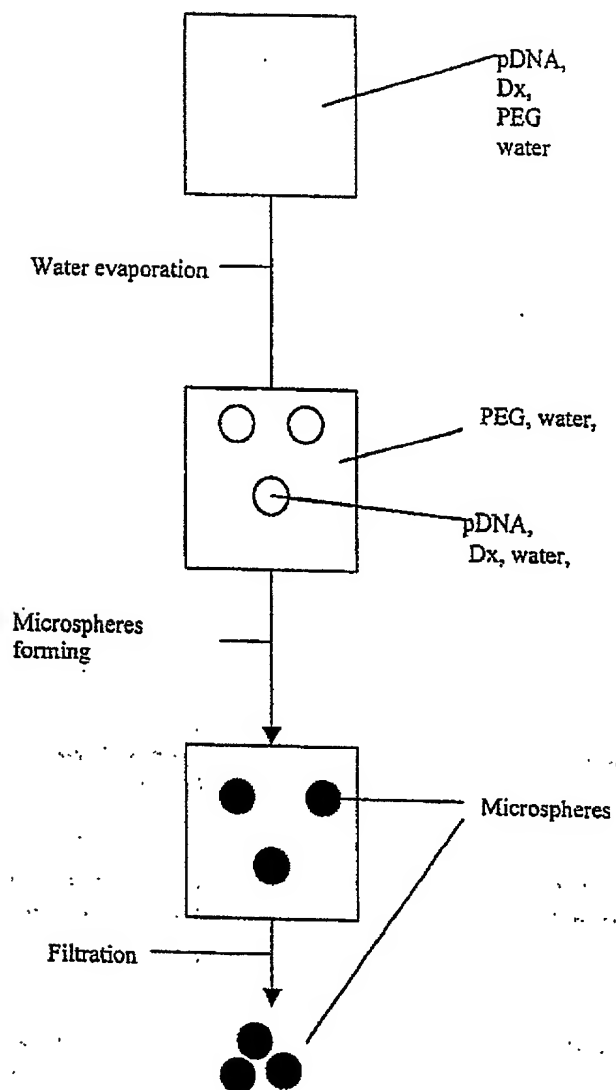 pDNA,
Dx,
PEG
water
Water evaporation
PEG, water,
pDNA,
Dx, water,
Microspheres
forming
Microspheres
Filtration